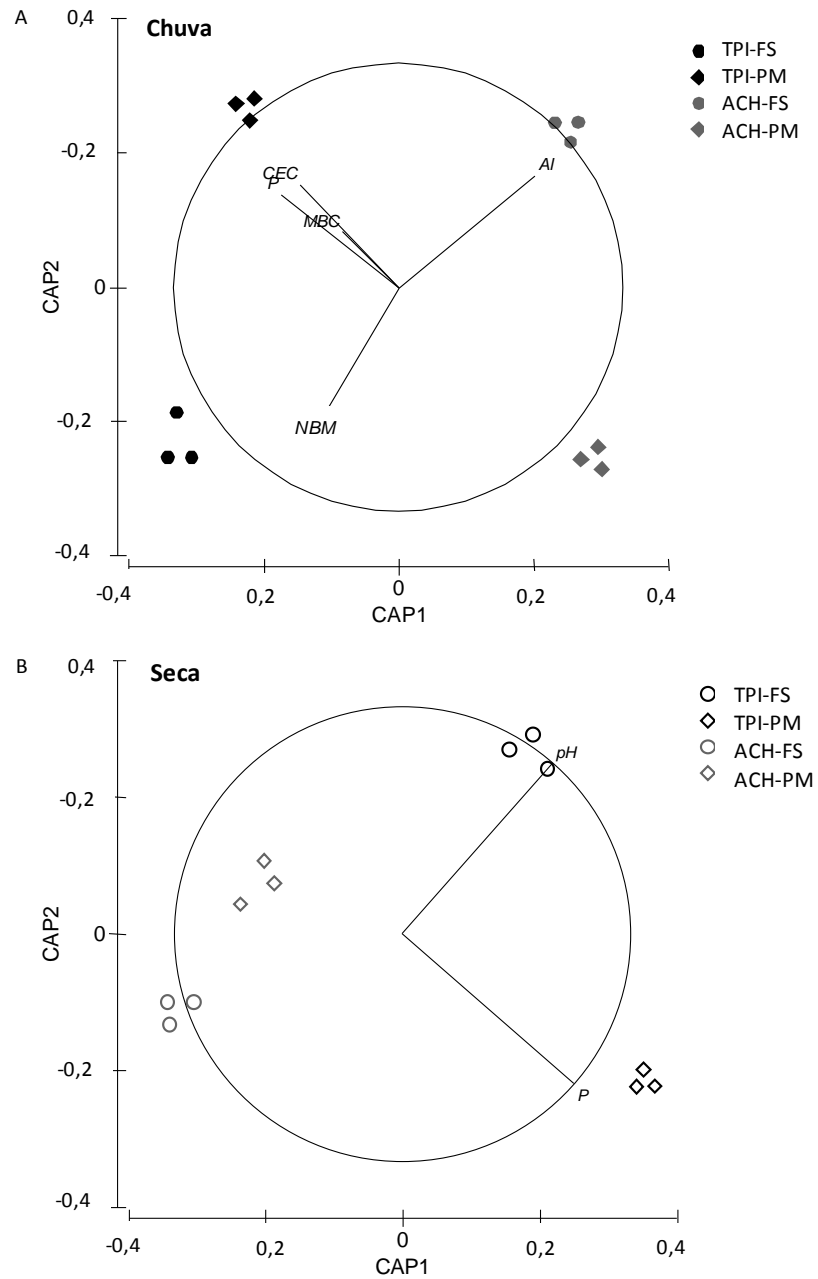 A
0,4
Chuva
TPI-FS
TPI-PM
ACH-FS
ACH-PM
-0,2
CEC
P
Al
MBC
CAP2
0
-0,2
NBM
-0,4
-0,4
0,2
0
0,2
0,4
CAP1
B
0,4
Seca
TPI-FS
TPI-PM
ACH-FS
ACH-PM
pH
-0,2
CAP2
0
-0,2
P
-0,4
-0,4
0,2
0
0,2
0,4
CAP1